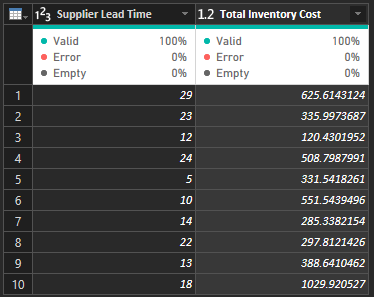 1²3 Supplier Lead Time 1.2 Total Inventory Cost
Valid 100% Valid 100%
Error 0% Error 0%
Empty 0% Empty 0%
1 29 625.6143124
2 23 335.9973687
3 12 120.4301952
4 24 508.7987991
5 5 331.5418261
6 10 551.5439496
7 14 285.3382154
8 22 297.8121426
9 13 388.6410462
10 18 1029.920527